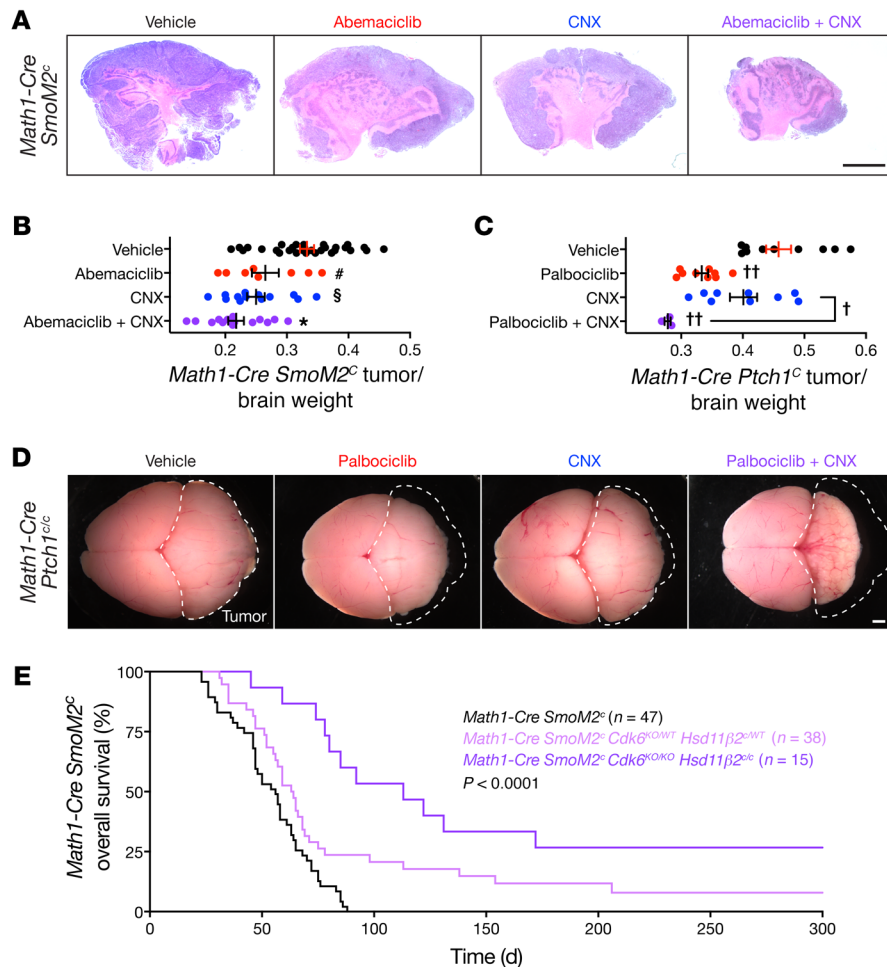 A
Vehicle
Abemaciclib
CNX
Abemaciclib + CNX
Math1-Cre
SmoM2ᶜ
B
Vehicle
Abemaciclib
#
CNX
§
Abemaciclib + CNX
*
0.2 0.3 0.4 0.5
Math1-Cre SmoM2ᶜ tumor/
brain weight
C
Vehicle
Palbociclib
††
CNX
†
Palbociclib + CNX
††
0.3 0.4 0.5 0.6
Math1-Cre Ptch1ᶜ tumor/
brain weight
D
Vehicle
Palbociclib
CNX
Palbociclib + CNX
Math1-Cre
Ptch1ᶜ/ᶜ
Tumor
E
Math1-Cre SmoM2ᶜ
overall survival (%)
100
75
50
25
0
Math1-Cre SmoM2ᶜ (n = 47)
Math1-Cre SmoM2ᶜ Cdk6ᴷᴼ/ᵂᵀ Hsd11β2ᶜ/ᵂᵀ (n = 38)
Math1-Cre SmoM2ᶜ Cdk6ᴷᴼ/ᴷᴼ Hsd11β2ᶜ/ᶜ (n = 15)
P < 0.0001
0 50 100 150 200 250 300
Time (d)